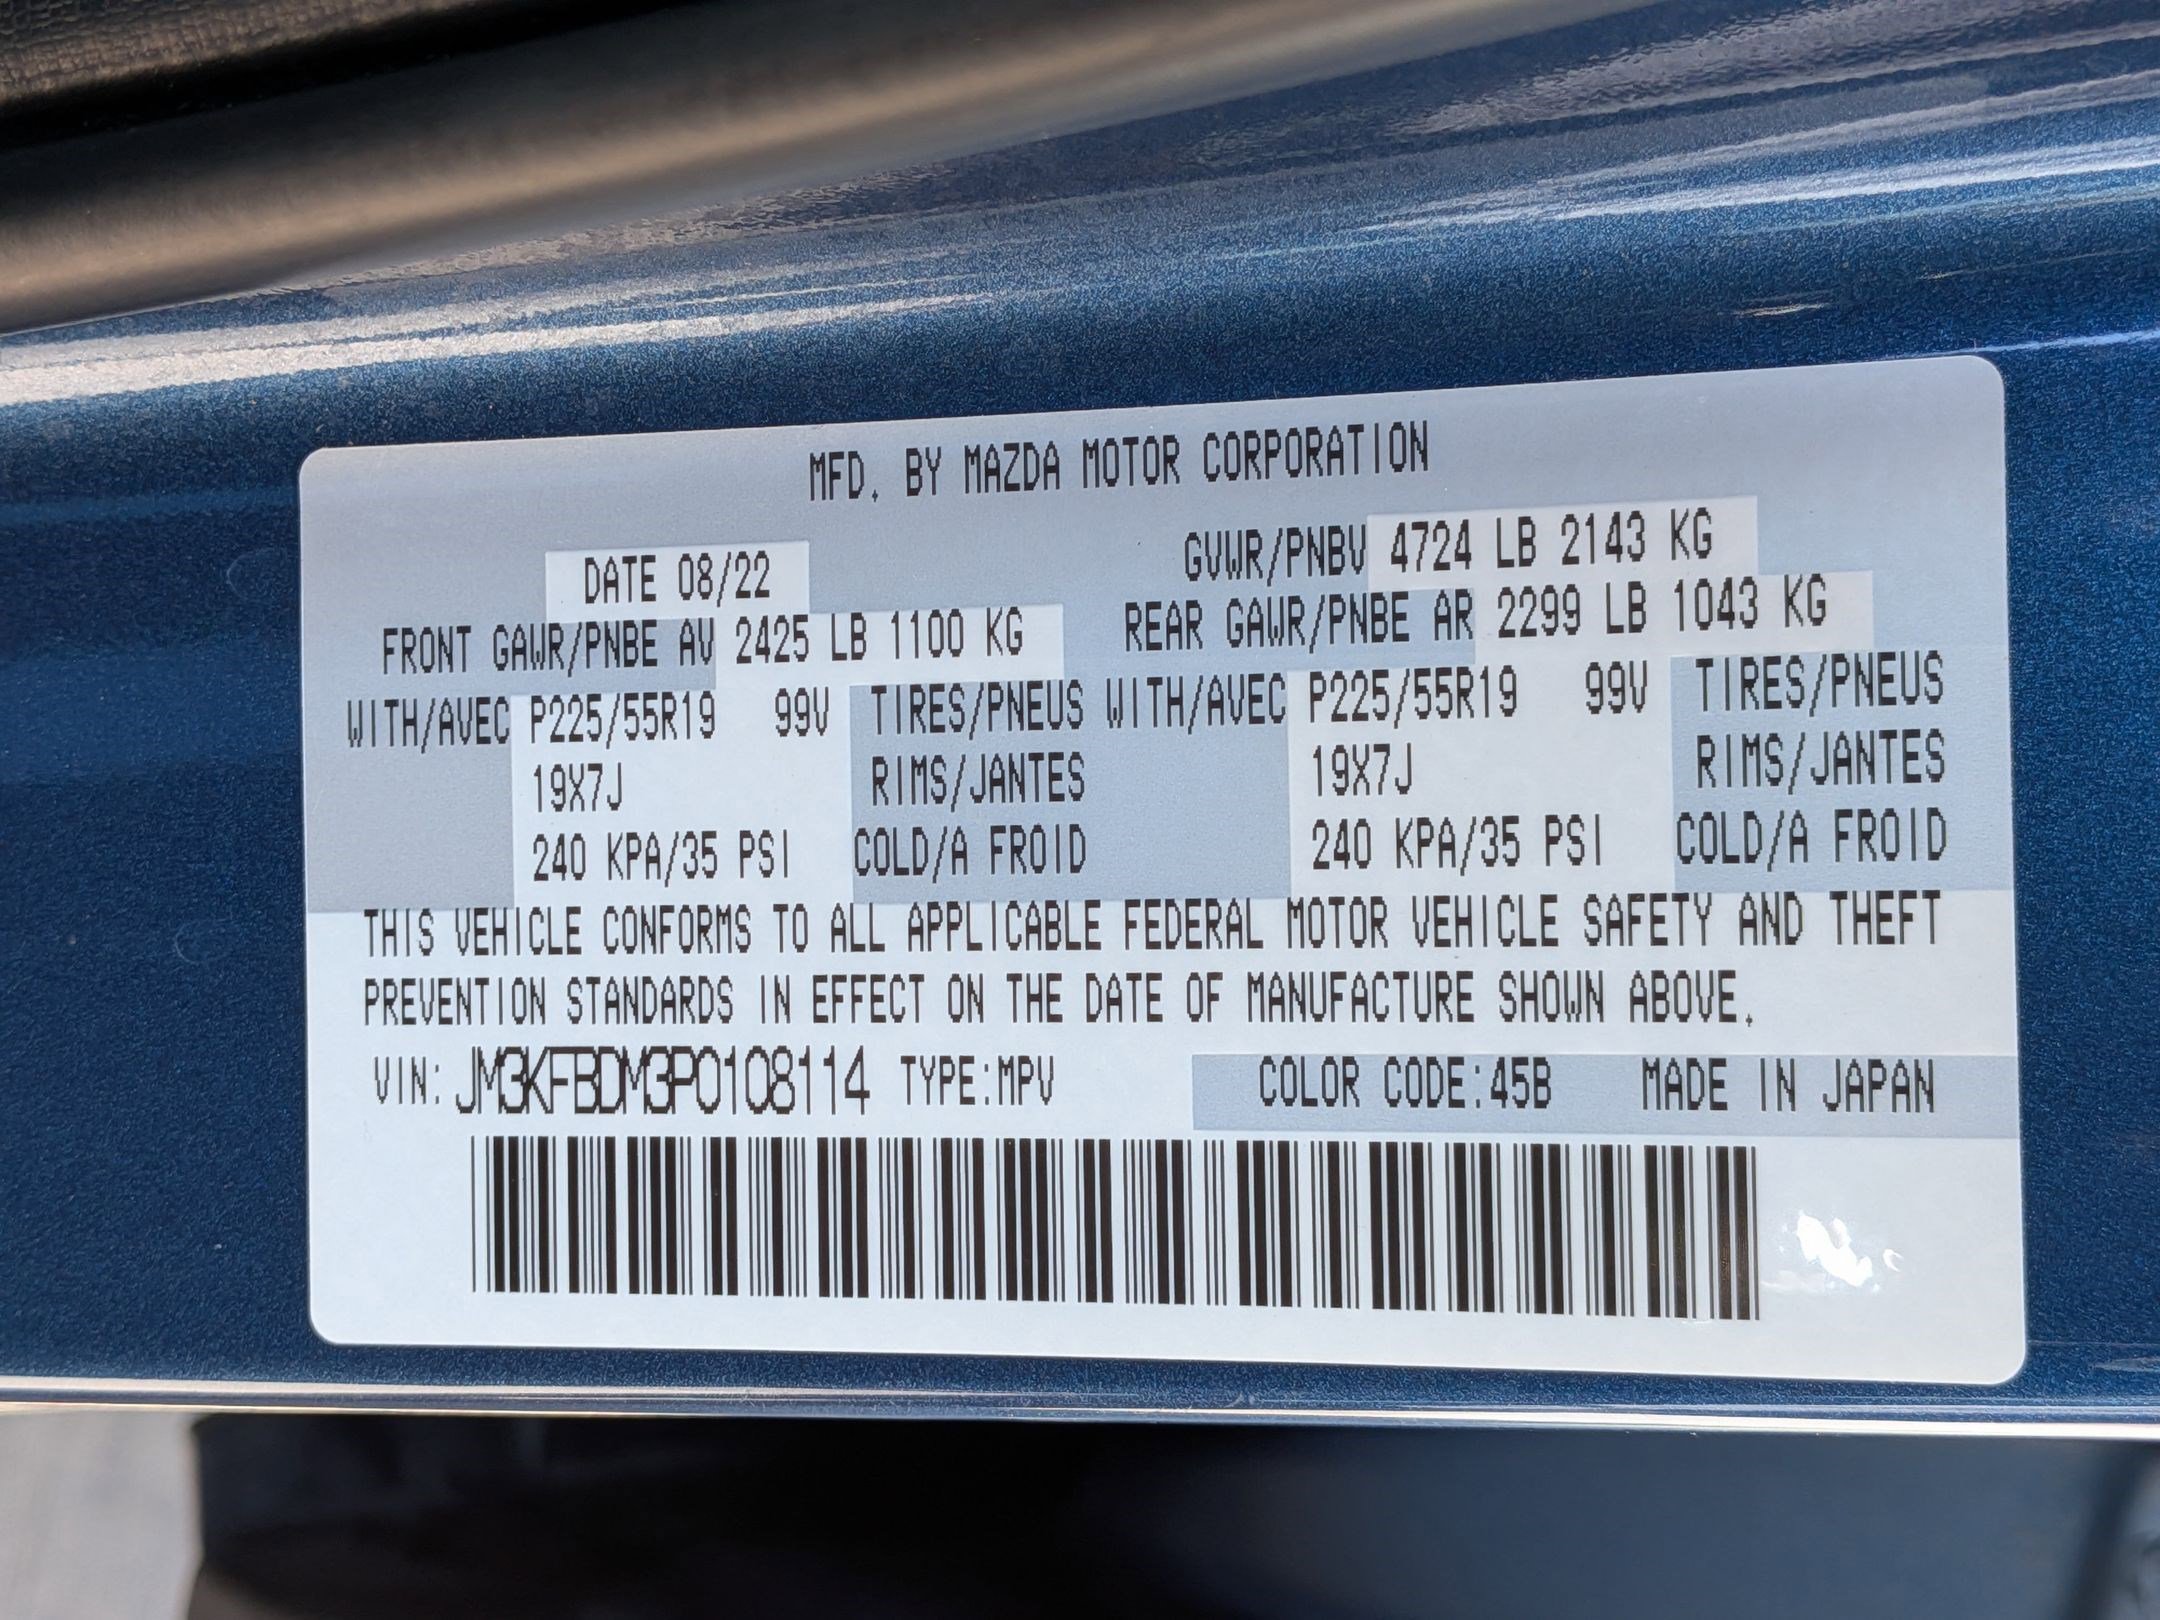 MFD. BY MAZDA MOTOR CORPORATION
DATE 08/22 GVWR/PNBV 4724 LB 2143 KG
FRONT GAWR/PNBE AV 2425 LB 1100 KG REAR GAWR/PNBE AR 2299 LB 1043 KG
WITH/AVEC P225/55R19 99V TIRES/PNEUS WITH/AVEC P225/55R19 99V TIRES/PNEUS
19X7J RIMS/JANTES 19X7J RIMS/JANTES
240 KPA/35 PSI COLD/A FROID 240 KPA/35 PSI COLD/A FROID
THIS VEHICLE CONFORMS TO ALL APPLICABLE FEDERAL MOTOR VEHICLE SAFETY AND THEFT
PREVENTION STANDARDS IN EFFECT ON THE DATE OF MANUFACTURE SHOWN ABOVE.
VIN: JM3KFBDM3P0108114 TYPE:MPV COLOR CODE:45B MADE IN JAPAN